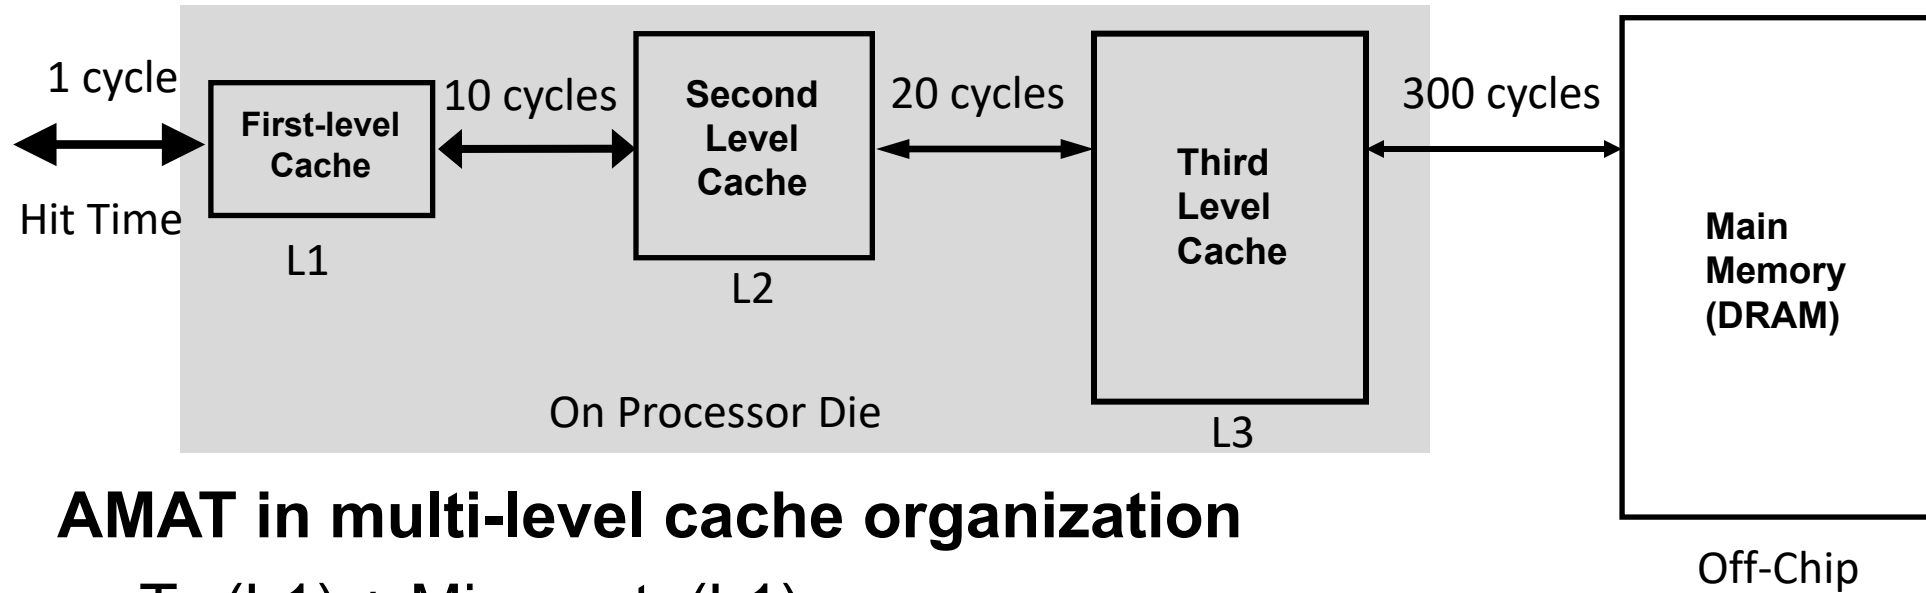 1 cycle
Hit Time
First-level
Cache
L1
10 cycles
Second
Level
Cache
L2
20 cycles
Third
Level
Cache
L3
300 cycles
Main
Memory
(DRAM)
Off-Chip
On Processor Die
AMAT in multi-level cache organization